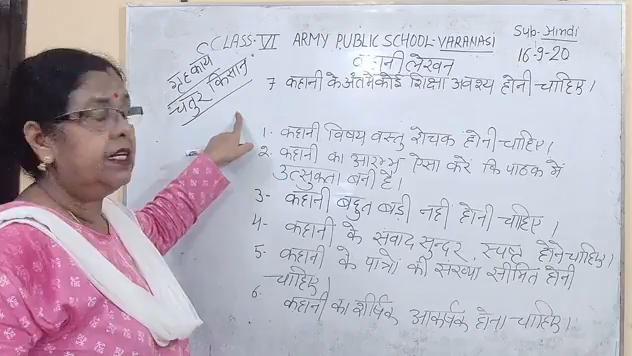 CLASS-VI ARMY PUBLIC SCHOOL-VARANASI
Sub- Hindi
16-9-20
कहानी लेखन
गृहकार्य
चतुर किसान
7 कहानी के अंत में कोई शिक्षा अवश्य होनी चाहिए।
1. कहानी विषय वस्तु रोचक होनी चाहिए।
2. कहानी का आरम्भ ऐसा करें कि पाठक में
उत्सुकता बनी रहे।
3- कहानी बहुत बड़ी नही होनी चाहिए।
4- कहानी के संवाद सुन्दर, स्पष्ट होने चाहिए।
5- कहानी के पात्रों की संख्या सीमित होनी
चाहिए।
6. कहानी का शीर्षक आकर्षक होना चाहिए।